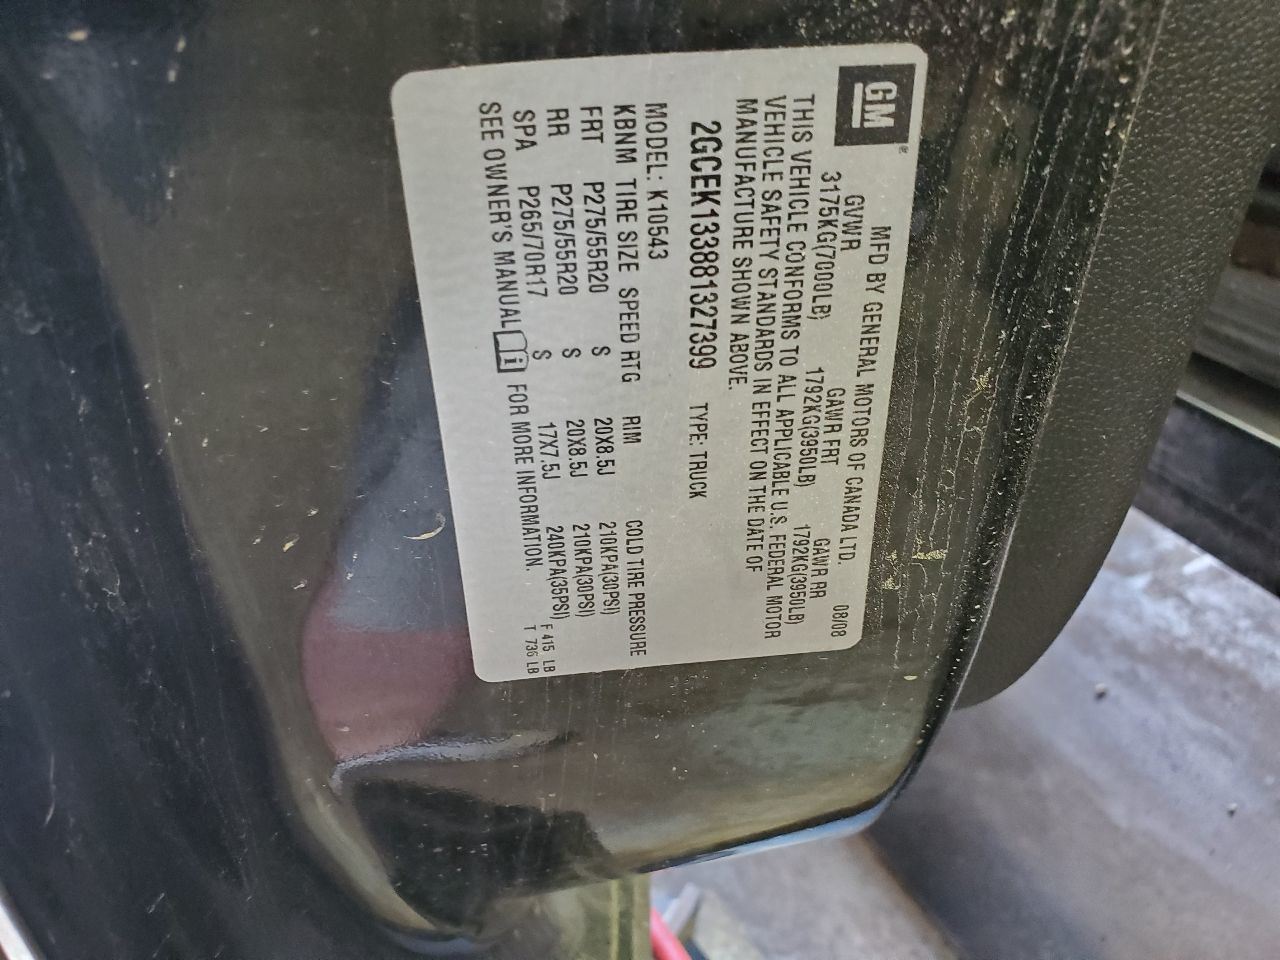 GM
MFD BY GENERAL MOTORS OF CANADA LTD.
GVWR GAWR FRT GAWR RR 08/08
3175KG(7000LB) 1792KG(3950LB) 1792KG(3950LB)
THIS VEHICLE CONFORMS TO ALL APPLICABLE U.S. FEDERAL MOTOR
VEHICLE SAFETY STANDARDS IN EFFECT ON THE DATE OF
MANUFACTURE SHOWN ABOVE.
2GCEK133881327399 TYPE: TRUCK
MODEL: K10543
KBNM TIRE SIZE SPEED RTG RIM COLD TIRE PRESSURE
FRT P275/55R20 S 20X8.5J 210KPA(30PSI)
RR P275/55R20 S 20X8.5J 210KPA(30PSI)
SPA P265/70R17 S 17X7.5J 240KPA(35PSI) F 415 LB
SEE OWNER'S MANUAL i FOR MORE INFORMATION. T 736 LB